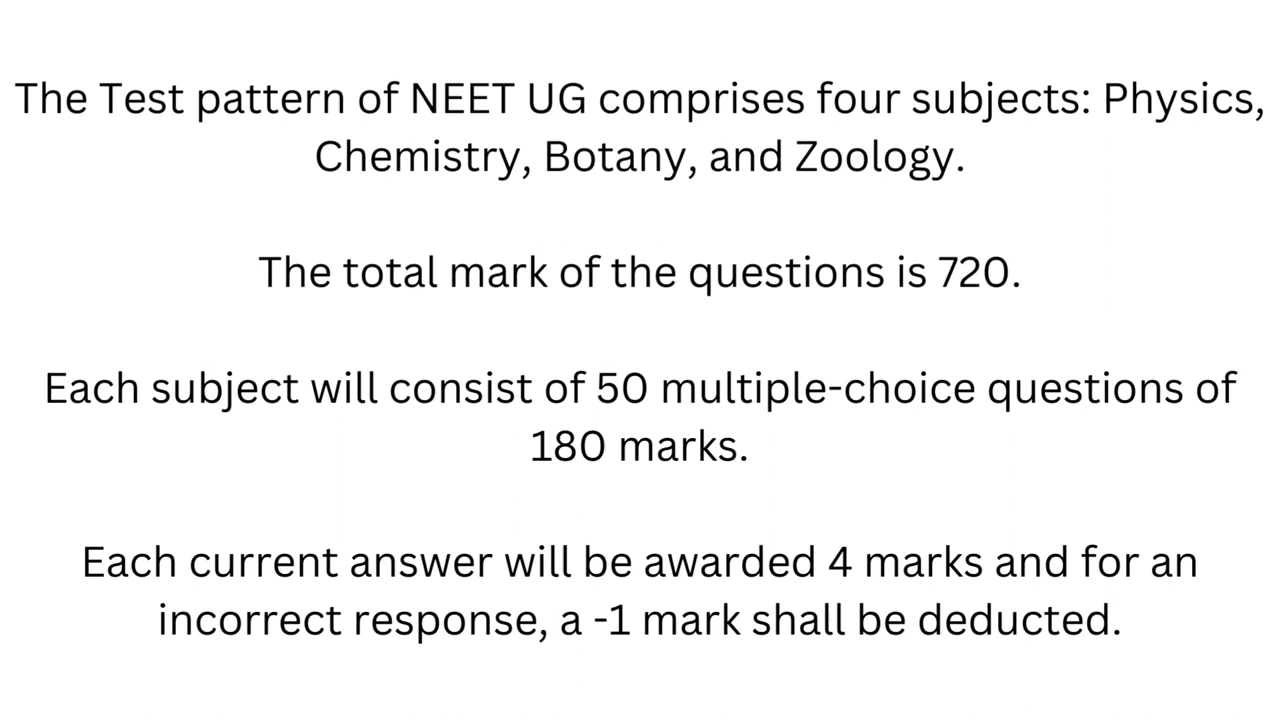 The Test pattern of NEET UG comprises four subjects: Physics,
Chemistry, Botany, and Zoology.
The total mark of the questions is 720.
Each subject will consist of 50 multiple-choice questions of
180 marks.
Each current answer will be awarded 4 marks and for an
incorrect response, a -1 mark shall be deducted.